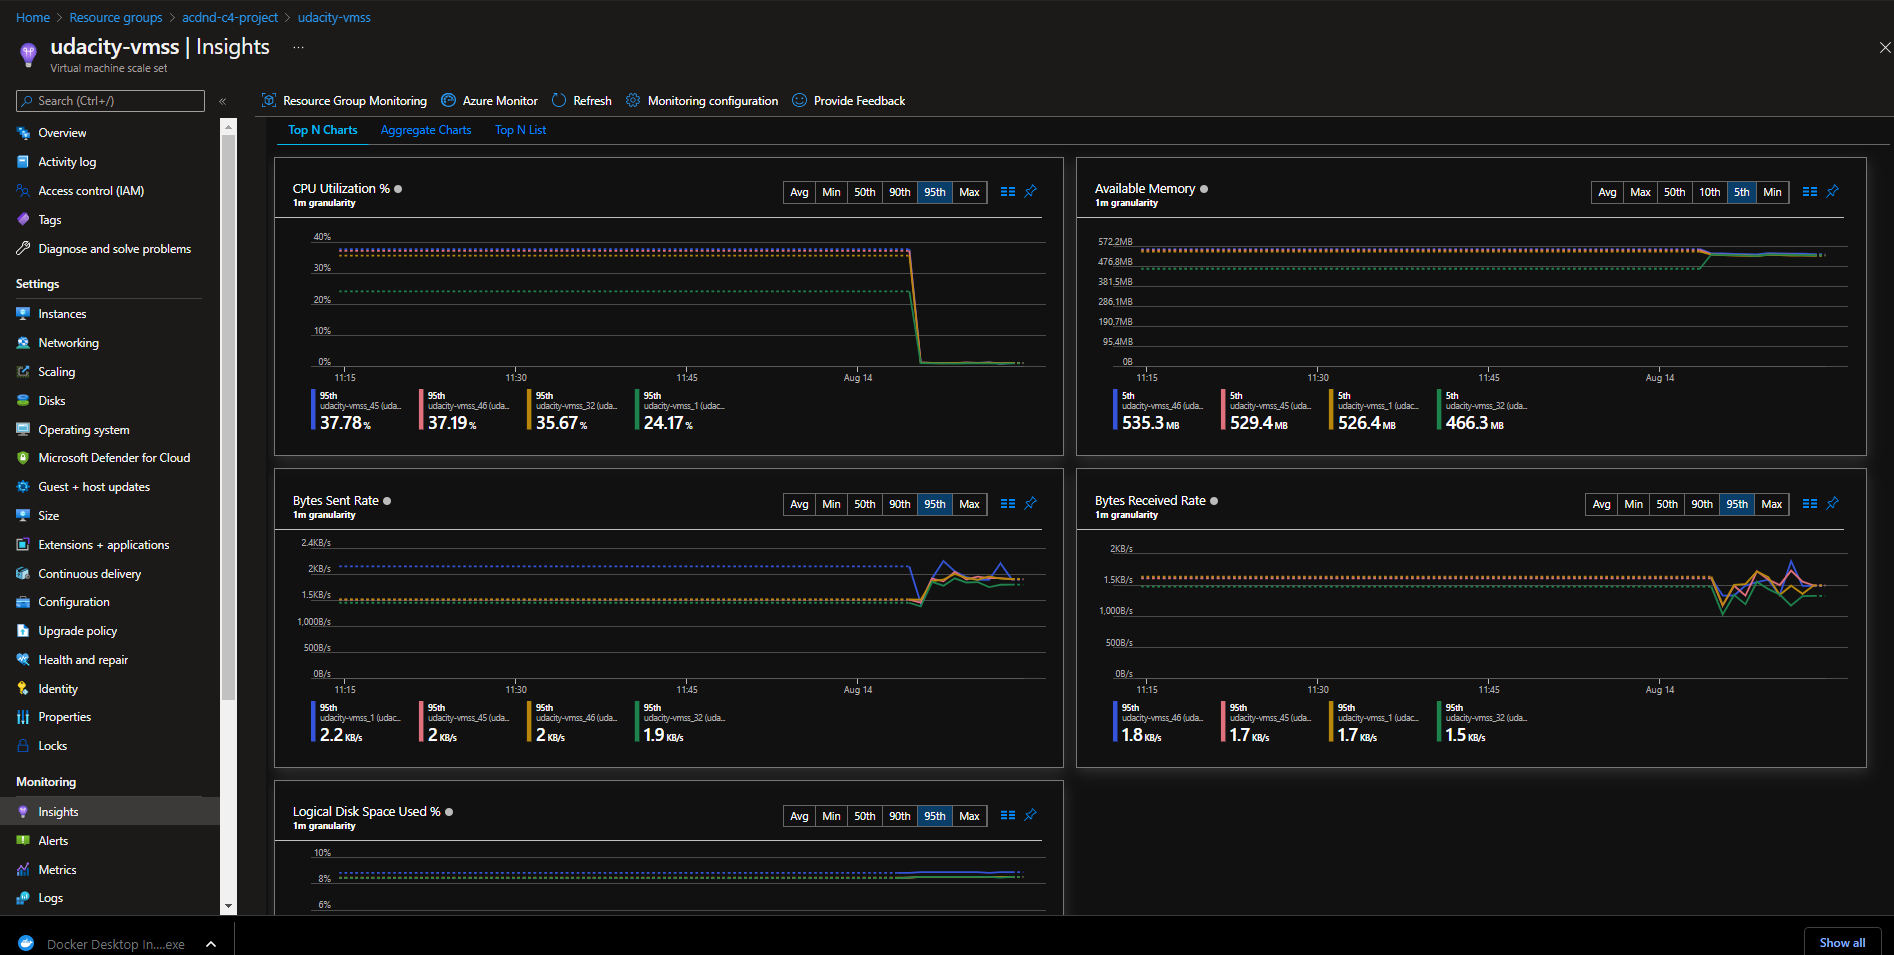 Home > Resource groups > acdnd-c4-project > udacity-vmss
udacity-vmss | Insights ...
Virtual machine scale set
Search (Ctrl+/)
«
Overview
Activity log
Access control (IAM)
Tags
Diagnose and solve problems
Settings
Instances
Networking
Scaling
Disks
Operating system
Microsoft Defender for Cloud
Guest + host updates
Size
Extensions + applications
Continuous delivery
Configuration
Upgrade policy
Health and repair
Identity
Properties
Locks
Monitoring
Insights
Alerts
Metrics
Logs
Resource Group Monitoring Azure Monitor Refresh Monitoring configuration Provide Feedback
Top N Charts Aggregate Charts Top N List
CPU Utilization %
1m granularity
Avg Min 50th 90th 95th Max
40%
30%
20%
10%
0%
11:15 11:30 11:45 Aug 14
95th 95th 95th 95th
udacity-vmss_45 (uda... udacity-vmss_46 (uda... udacity-vmss_32 (uda... udacity-vmss_1 (udac...
37.78 % 37.19 % 35.67 % 24.17 %
Available Memory
1m granularity
Avg Max 50th 10th 5th Min
572.2MB
476.8MB
381.5MB
286.1MB
190.7MB
95.4MB
0B
11:15 11:30 11:45 Aug 14
5th 5th 5th 5th
udacity-vmss_46 (uda... udacity-vmss_45 (uda... udacity-vmss_1 (udac... udacity-vmss_32 (uda...
535.3 MB 529.4 MB 526.4 MB 466.3 MB
Bytes Sent Rate
1m granularity
Avg Min 50th 90th 95th Max
2.4KB/s
2KB/s
1.5KB/s
1,000B/s
500B/s
0B/s
11:15 11:30 11:45 Aug 14
95th 95th 95th 95th
udacity-vmss_1 (udac... udacity-vmss_45 (uda... udacity-vmss_46 (uda... udacity-vmss_32 (uda...
2.2 KB/s 2 KB/s 2 KB/s 1.9 KB/s
Bytes Received Rate
1m granularity
Avg Min 50th 90th 95th Max
2KB/s
1.5KB/s
1,000B/s
500B/s
0B/s
11:15 11:30 11:45 Aug 14
95th 95th 95th 95th
udacity-vmss_46 (uda... udacity-vmss_45 (uda... udacity-vmss_1 (udac... udacity-vmss_32 (uda...
1.8 KB/s 1.7 KB/s 1.7 KB/s 1.5 KB/s
Logical Disk Space Used %
1m granularity
Avg Min 50th 90th 95th Max
10%
8%
6%
Docker Desktop In....exe
Show all